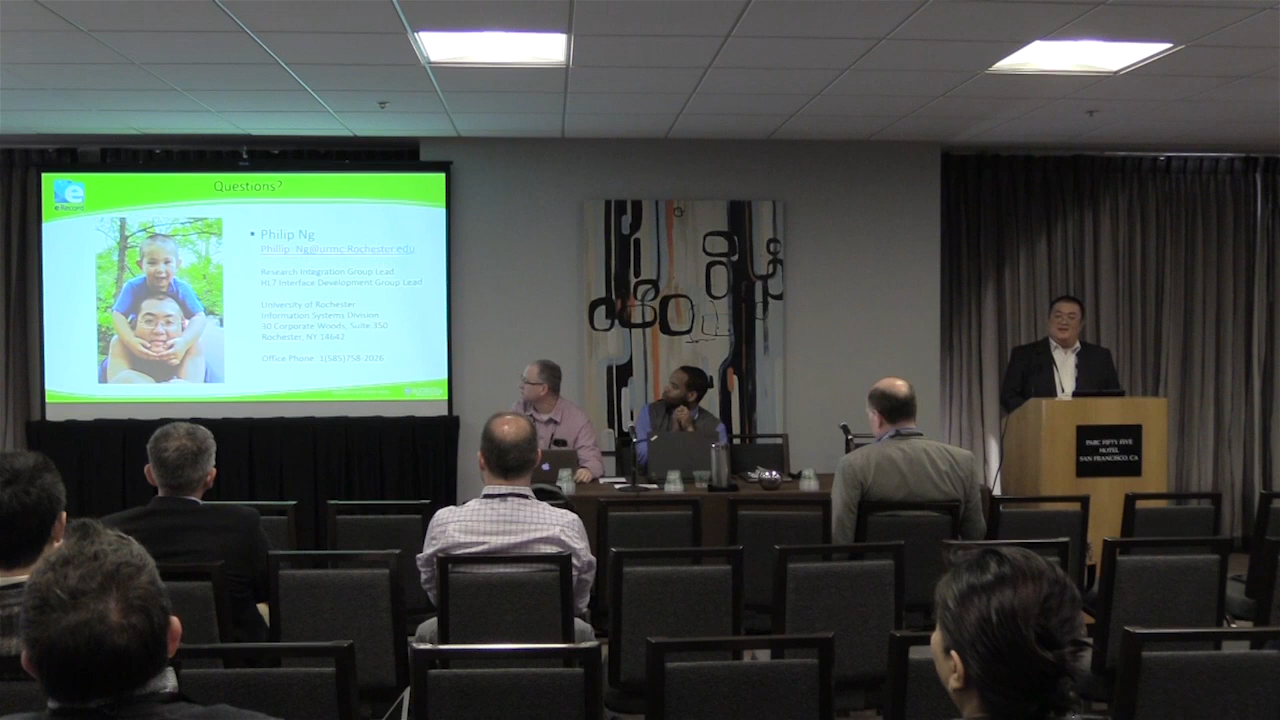 Questions?
e
e-Record
• Philip Ng
Phillip_Ng@urmc.Rochester.edu
Research Integration Group Lead
HL7 Interface Development Group Lead
University of Rochester
Information Systems Division
30 Corporate Woods, Suite 350
Rochester, NY 14642
Office Phone: 1(585)758-2026
PARC FIFTY FIVE
HOTEL
SAN FRANCISCO, CA